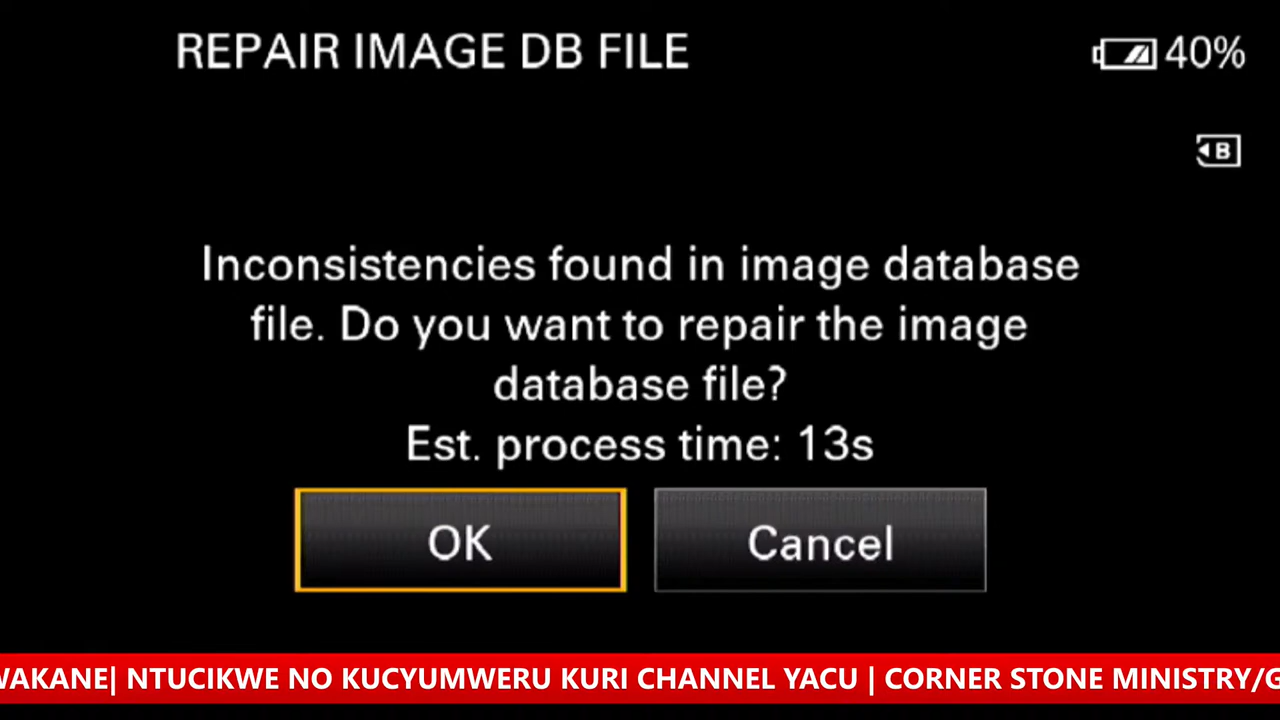 REPAIR IMAGE DB FILE
40%
B
Inconsistencies found in image database
file. Do you want to repair the image
database file?
Est. process time: 13s
OK
Cancel
WAKANE| NTUCIKWE NO KUCYUMWERU KURI CHANNEL YACU | CORNER STONE MINISTRY/G